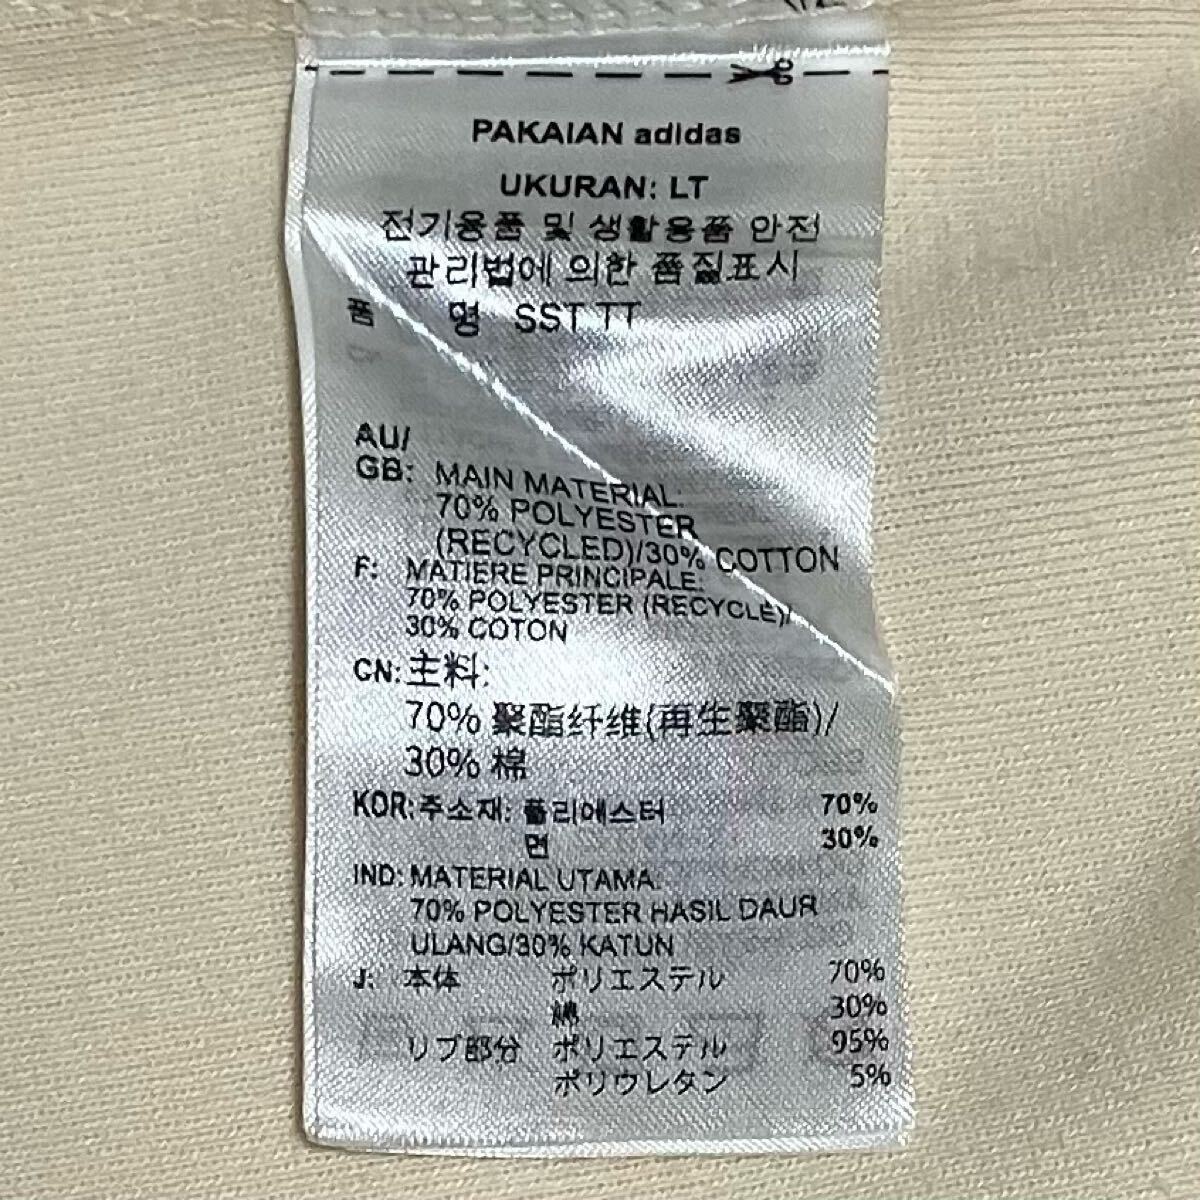 PAKAIAN adidas
UKURAN: LT
전기용품 및 생활용품 안전
관리법에 의한 품질표시
품 명 SST TT
AU/
GB: MAIN MATERIAL:
70% POLYESTER
(RECYCLED)/30% COTTON
F: MATIERE PRINCIPALE:
70% POLYESTER (RECYCLÉ)/
30% COTON
CN: 主料:
70% 聚酯纤维(再生聚酯)/
30% 棉
KOR: 주소재: 폴리에스터 70%
면 30%
IND: MATERIAL UTAMA:
70% POLYESTER HASIL DAUR
ULANG/30% KATUN
J: 本体 ポリエステル 70%
綿 30%
リブ部分 ポリエステル 95%
ポリウレタン 5%